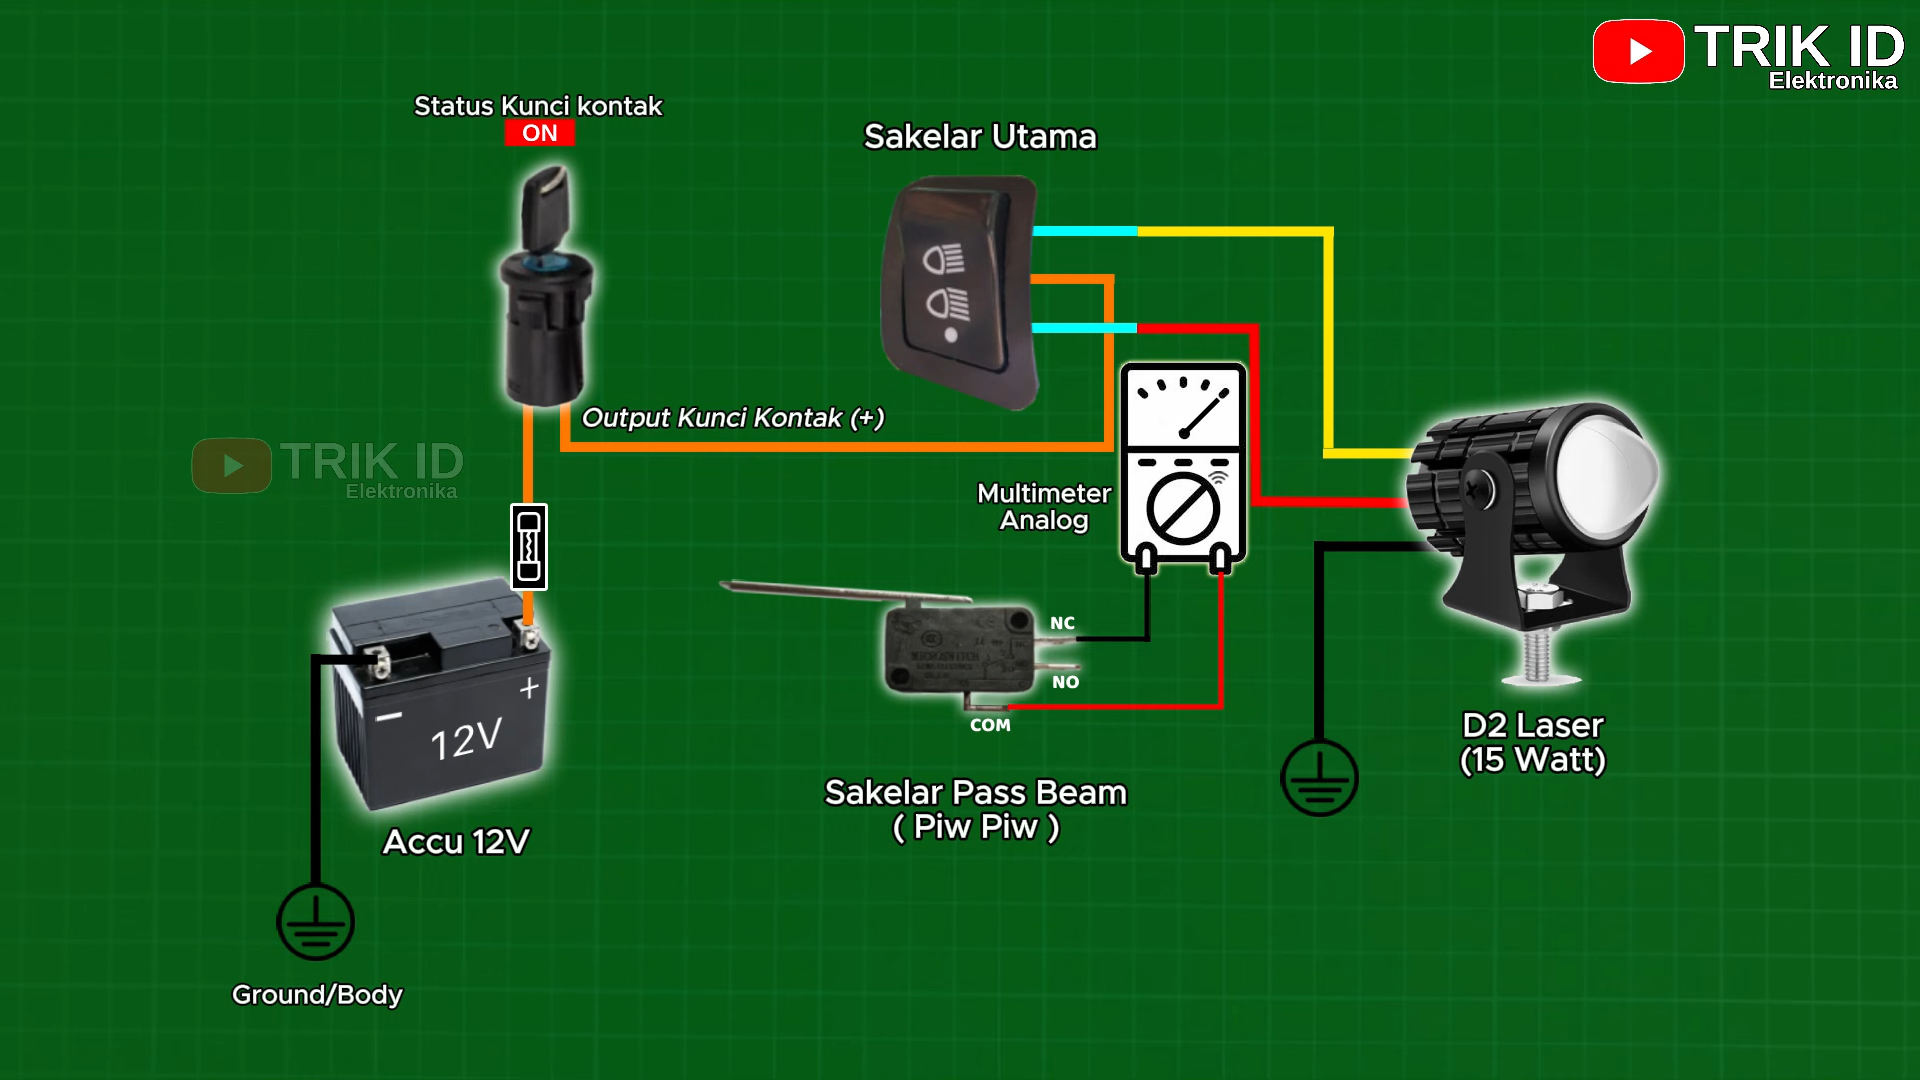 TRIK ID
Elektronika
Status Kunci kontak
ON
Sakelar Utama
Output Kunci Kontak (+)
TRIK ID
Elektronika
Multimeter
Analog
NC
NO
COM
+
12V
D2 Laser
(15 Watt)
Sakelar Pass Beam
( Piw Piw )
Accu 12V
Ground/Body